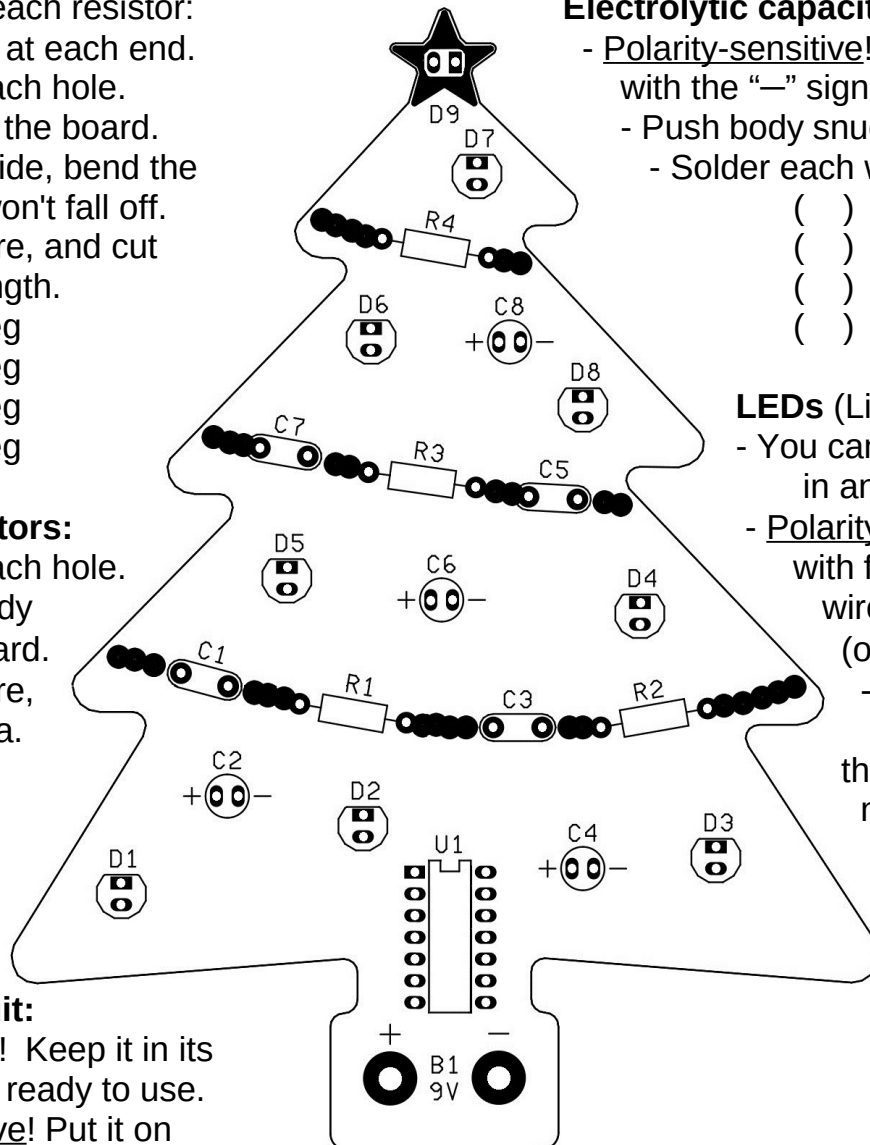 each resistor:
at each end.
ach hole.
the board.
ide, bend the
von't fall off.
re, and cut
ngth.
eg
eg
eg
eg
tors:
ach hole.
dy
ard.
re,
a.
it:
! Keep it in its
ready to use.
ve! Put it on
D9
D7
R4
D6
C8
+ −
D8
C7
R3
C5
D5
C6
+ −
D4
C1
R1
C3
R2
C2
+ −
D2
U1
C4
+ −
D3
D1
+ −
B1
9V
Electrolytic capacit
- Polarity-sensitive!
with the “−” sign
- Push body snug
- Solder each w
( )
( )
( )
( )
LEDs (Li
- You can
in an
- Polarity
with f
wire
(o
-
th